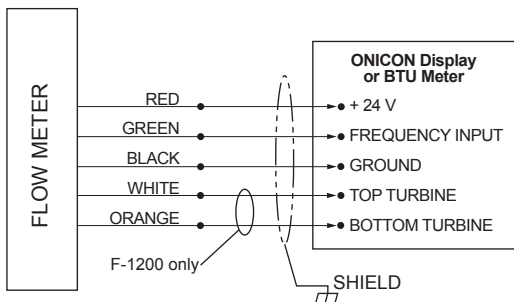 FLOW METER
ONICON Display
or BTU Meter
RED
+ 24 V
GREEN
FREQUENCY INPUT
BLACK
GROUND
WHITE
TOP TURBINE
ORANGE
BOTTOM TURBINE
F-1200 only
SHIELD